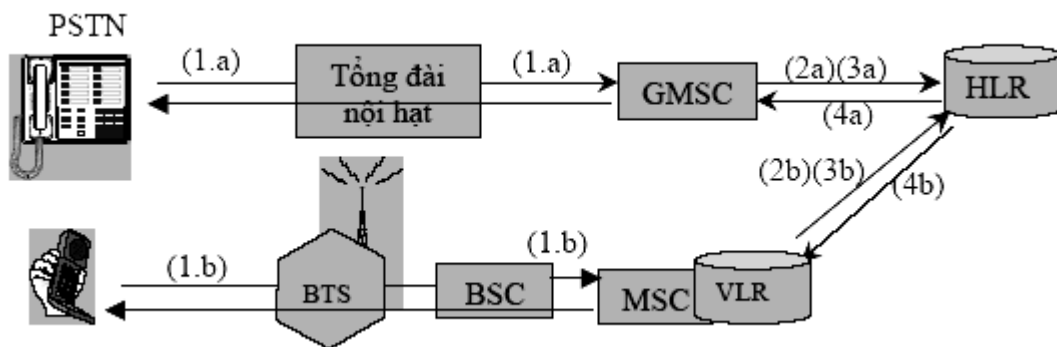 PSTN
(1.a)
Tổng đài
nội hạt
(1.a)
GMSC
(2a)(3a)
(4a)
HLR
(2b)(3b)
(4b)
(1.b)
BTS
BSC
(1.b)
MSC
VLR